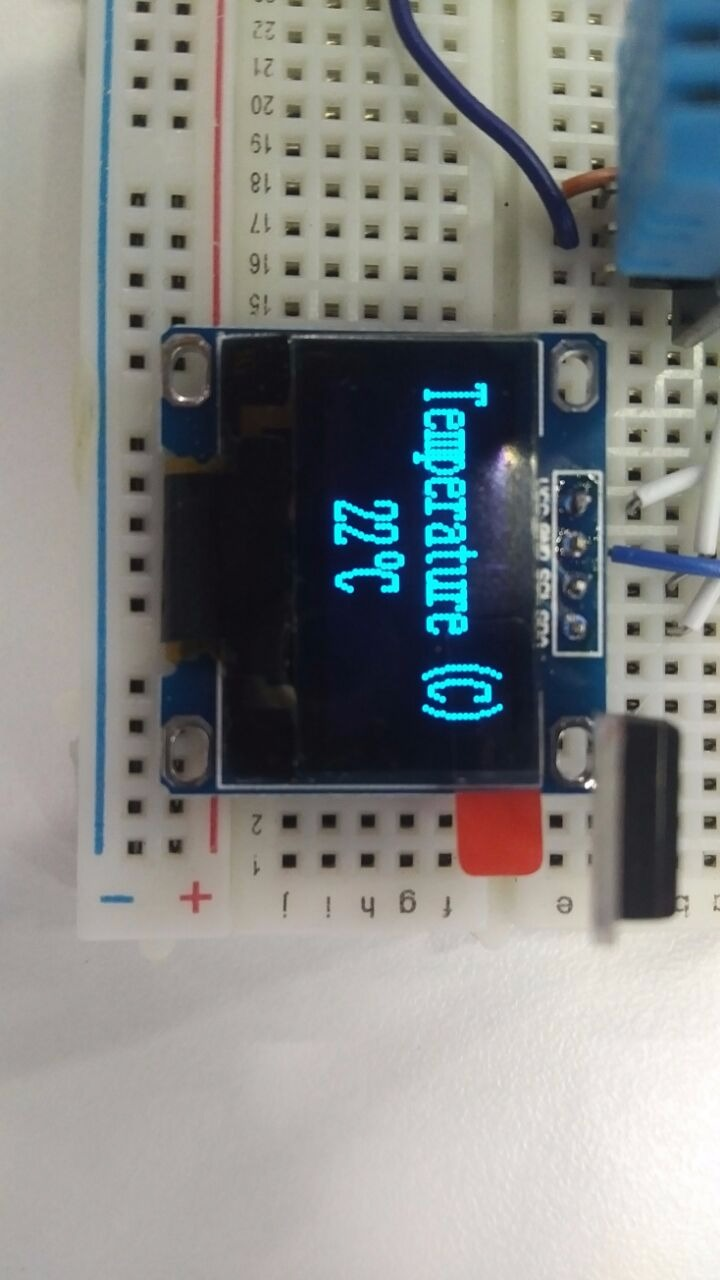 Temperature (C)
22°C
VCC GND SCL SDA
22
21
20
19
18
17
16
15
2
1
j i h g f e
− +